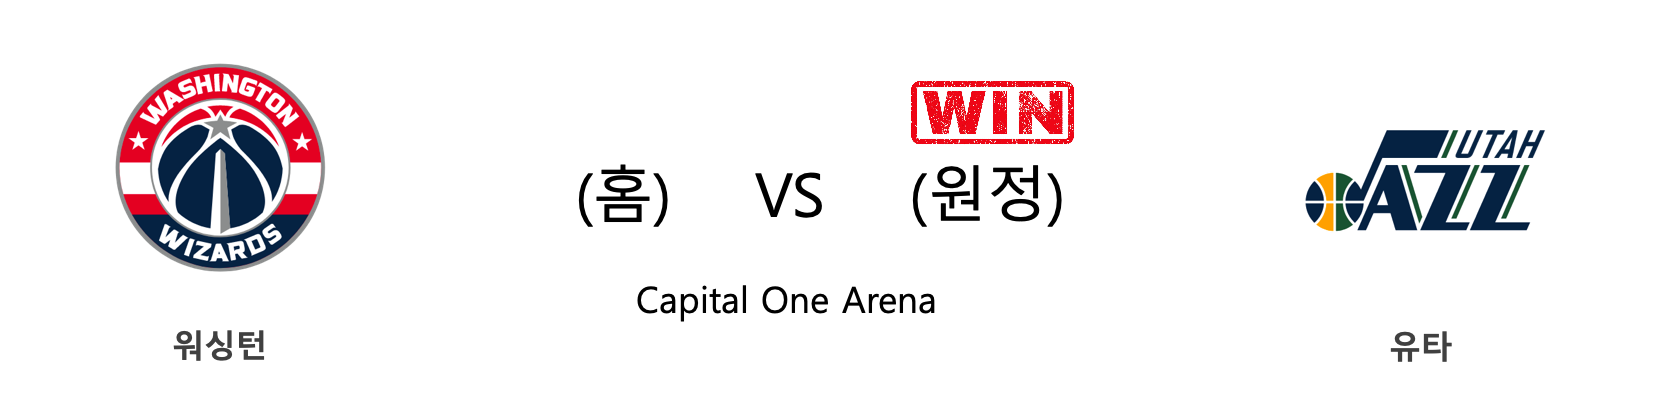 WASHINGTON
WIZARDS
워싱턴
WIN
(홈) VS (원정)
Capital One Arena
UTAH
JAZZ
유타